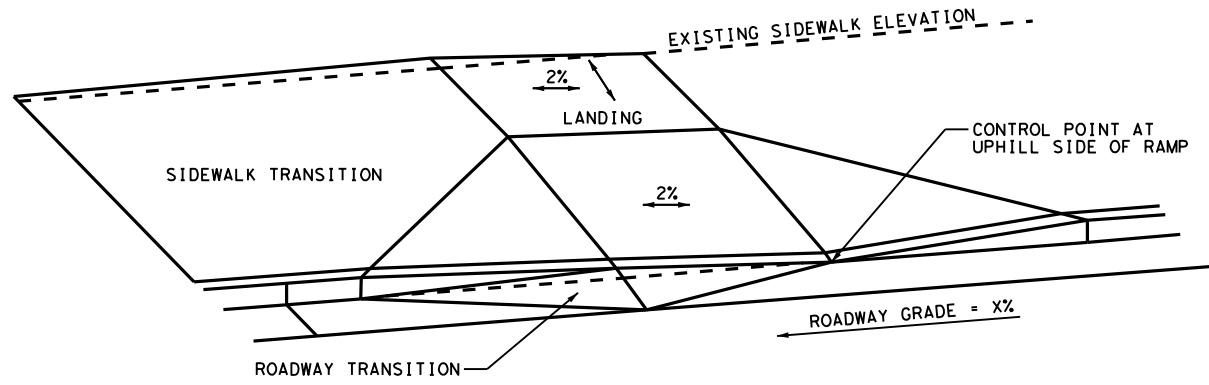 EXISTING SIDEWALK ELEVATION
2%
LANDING
CONTROL POINT AT
UPHILL SIDE OF RAMP
SIDEWALK TRANSITION
2%
ROADWAY GRADE = X%
ROADWAY TRANSITION